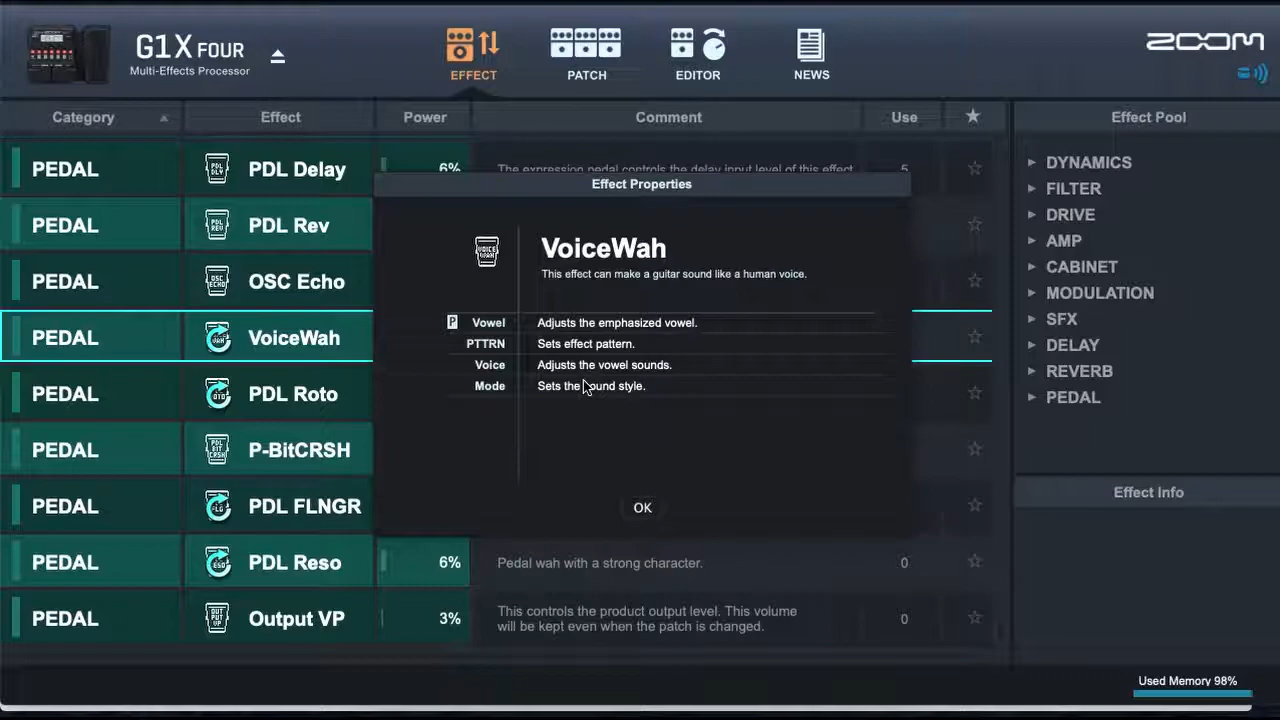 G1X FOUR
Multi-Effects Processor
EFFECT
PATCH
EDITOR
NEWS
ZOOM
Category
Effect
Power
Comment
Use
Effect Pool
PEDAL
PDL Delay
6%
The expression pedal controls the delay input level of this effect
5
PEDAL
PDL Rev
PEDAL
OSC Echo
PEDAL
VoiceWah
PEDAL
PDL Roto
PEDAL
P-BitCRSH
PEDAL
PDL FLNGR
PEDAL
PDL Reso
6%
Pedal wah with a strong character.
0
PEDAL
Output VP
3%
This controls the product output level. This volume
will be kept even when the patch is changed.
0
Effect Properties
VoiceWah
This effect can make a guitar sound like a human voice.
P Vowel
Adjusts the emphasized vowel.
PTTRN
Sets effect pattern.
Voice
Adjusts the vowel sounds.
Mode
Sets the sound style.
OK
DYNAMICS
FILTER
DRIVE
AMP
CABINET
MODULATION
SFX
DELAY
REVERB
PEDAL
Effect Info
Used Memory 98%